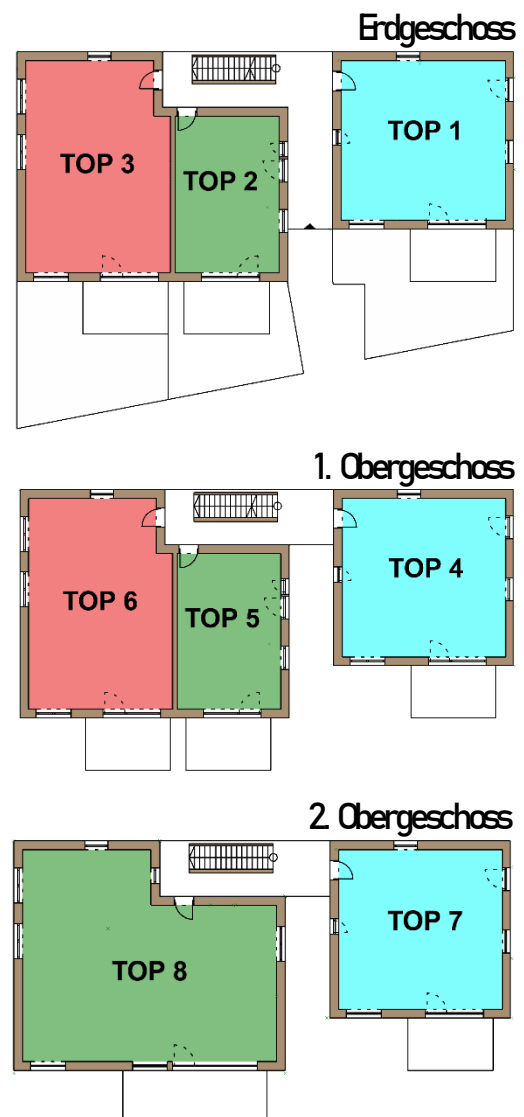 Erdgeschoss
TOP 3
TOP 2
TOP 1
1. Obergeschoss
TOP 6
TOP 5
TOP 4
2. Obergeschoss
TOP 8
TOP 7